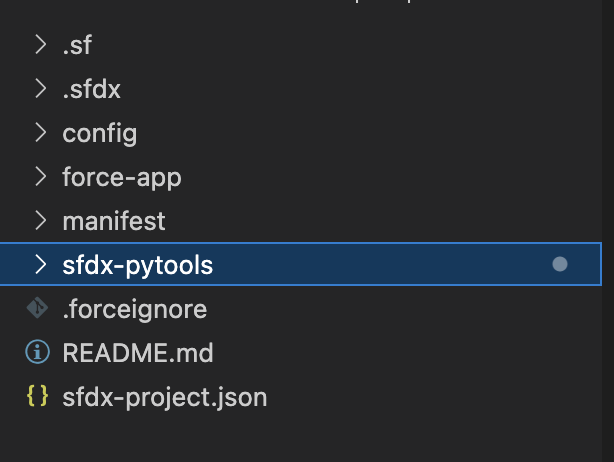 .sf
.sfdx
config
force-app
manifest
sfdx-pytools
.forceignore
README.md
{} sfdx-project.json